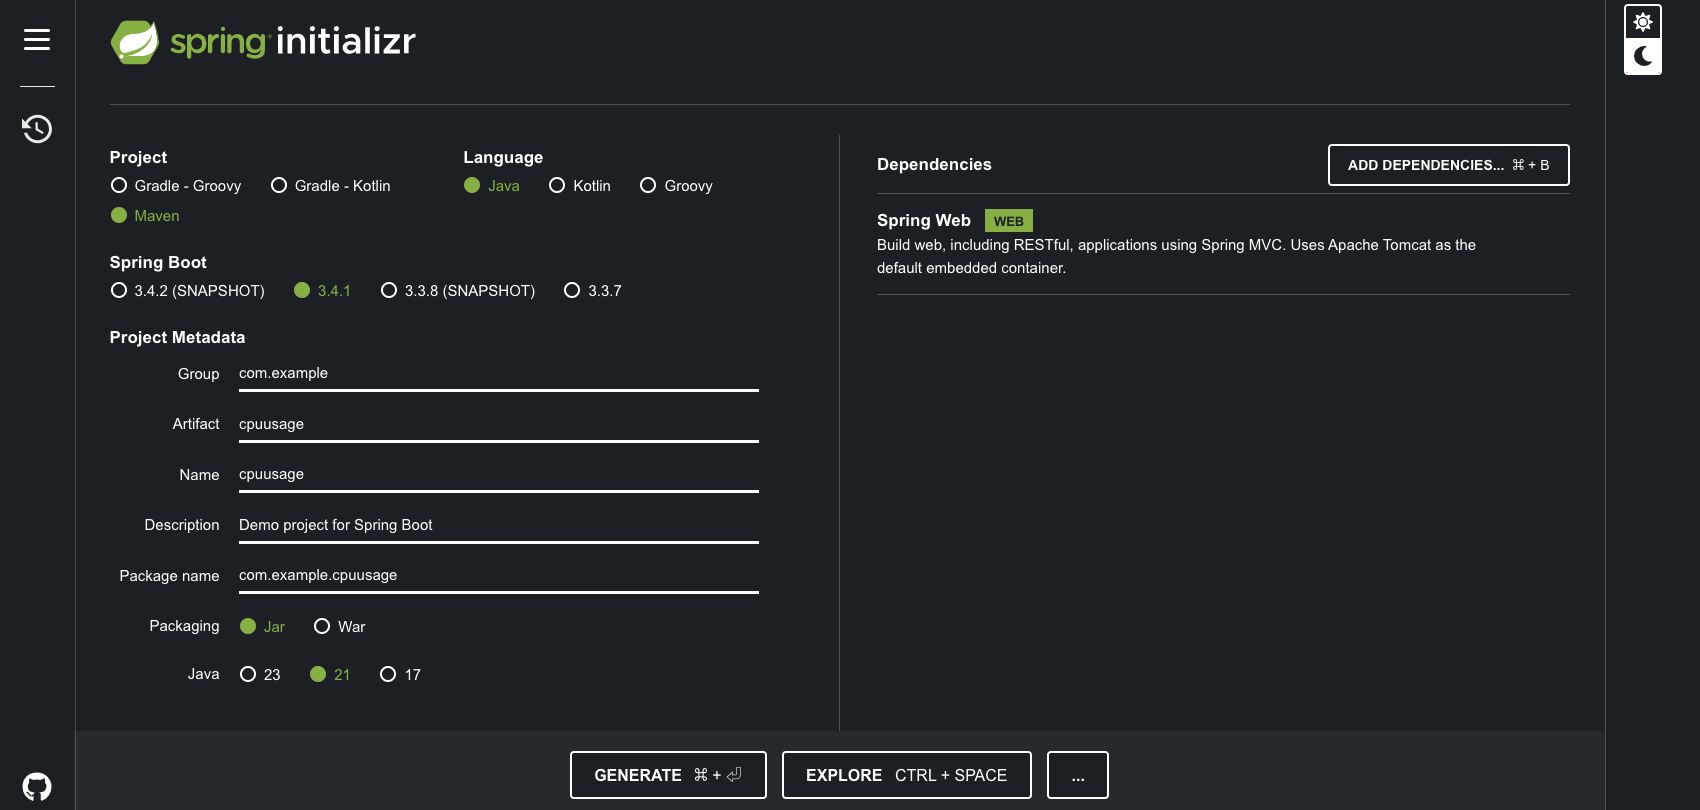 spring initializr
Project
Gradle - Groovy Gradle - Kotlin
Maven
Language
Java Kotlin Groovy
Spring Boot
3.4.2 (SNAPSHOT) 3.4.1 3.3.8 (SNAPSHOT) 3.3.7
Project Metadata
Group com.example
Artifact cpuusage
Name cpuusage
Description Demo project for Spring Boot
Package name com.example.cpuusage
Packaging Jar War
Java 23 21 17
Dependencies ADD DEPENDENCIES... ⌘ + B
Spring Web WEB
Build web, including RESTful, applications using Spring MVC. Uses Apache Tomcat as the
default embedded container.
GENERATE ⌘ + ⏎ EXPLORE CTRL + SPACE ...